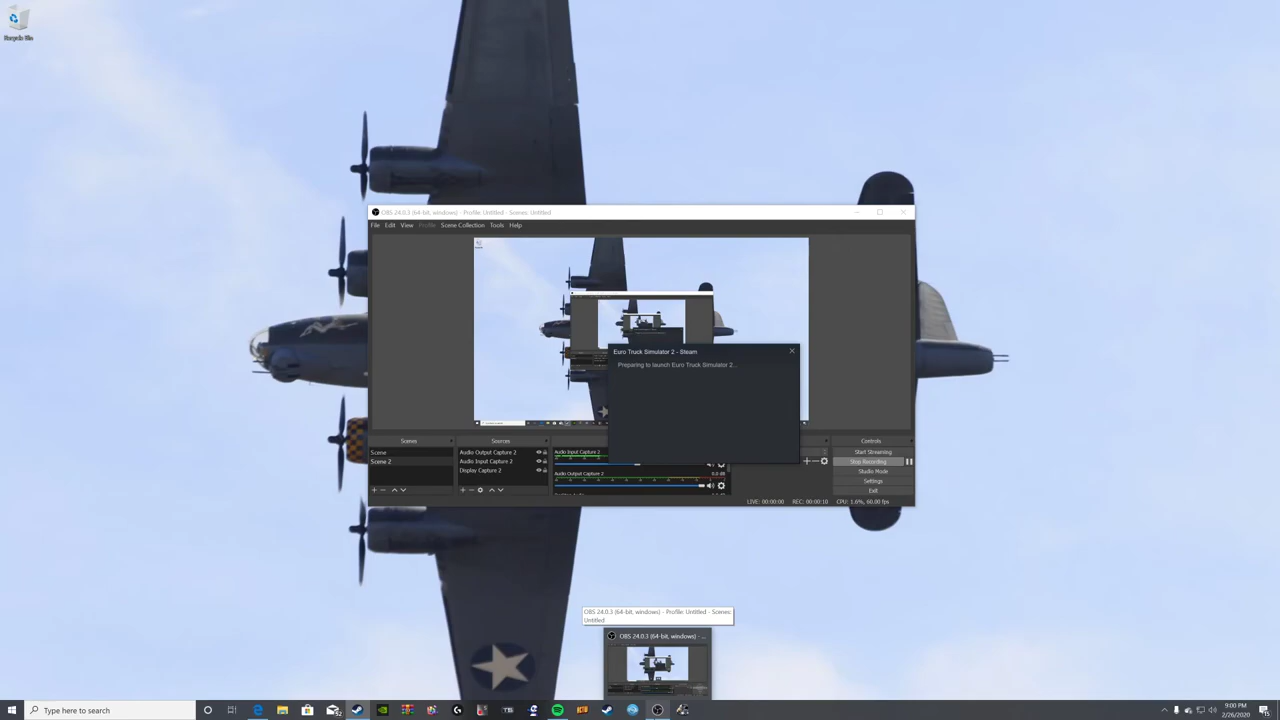 Recycle Bin
OBS 24.0.3 (64-bit, windows) - Profile: Untitled - Scenes: Untitled
File Edit View Profile Scene Collection Tools Help
Euro Truck Simulator 2 - Steam
Preparing to launch Euro Truck Simulator 2...
Scenes
Sources
Controls
Scene
Scene 2
Audio Output Capture 2
Audio Input Capture 2
Display Capture 2
Audio Input Capture 2
Audio Output Capture 2
0.0 dB
Start Streaming
Stop Recording
Studio Mode
Settings
Exit
LIVE: 00:00:00 REC: 00:00:10 CPU: 1.6%, 60.00 fps
OBS 24.0.3 (64-bit, windows) - Profile: Untitled - Scenes:
Untitled
OBS 24.0.3 (64-bit, windows) - ...
Type here to search
9:00 PM
2/26/2020